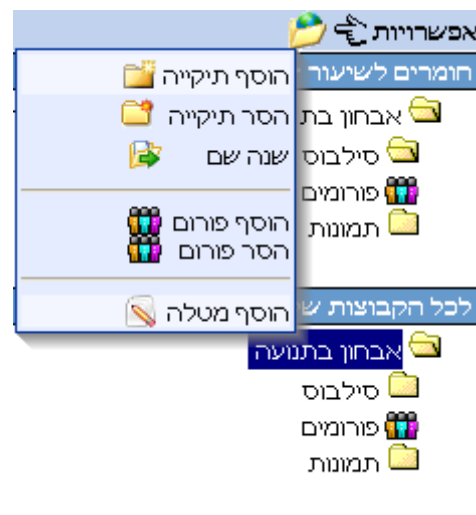 אפשרויות
הוסף תיקייה
הסר תיקייה
שנה שם
הוסף פורום
הסר פורום
הוסף מטלה
חומרים לשיעור
אבחון בת
סילבוס
פורומים
תמונות
לכל הקבוצות
אבחון בתנועה
סילבוס
פורומים
תמונות